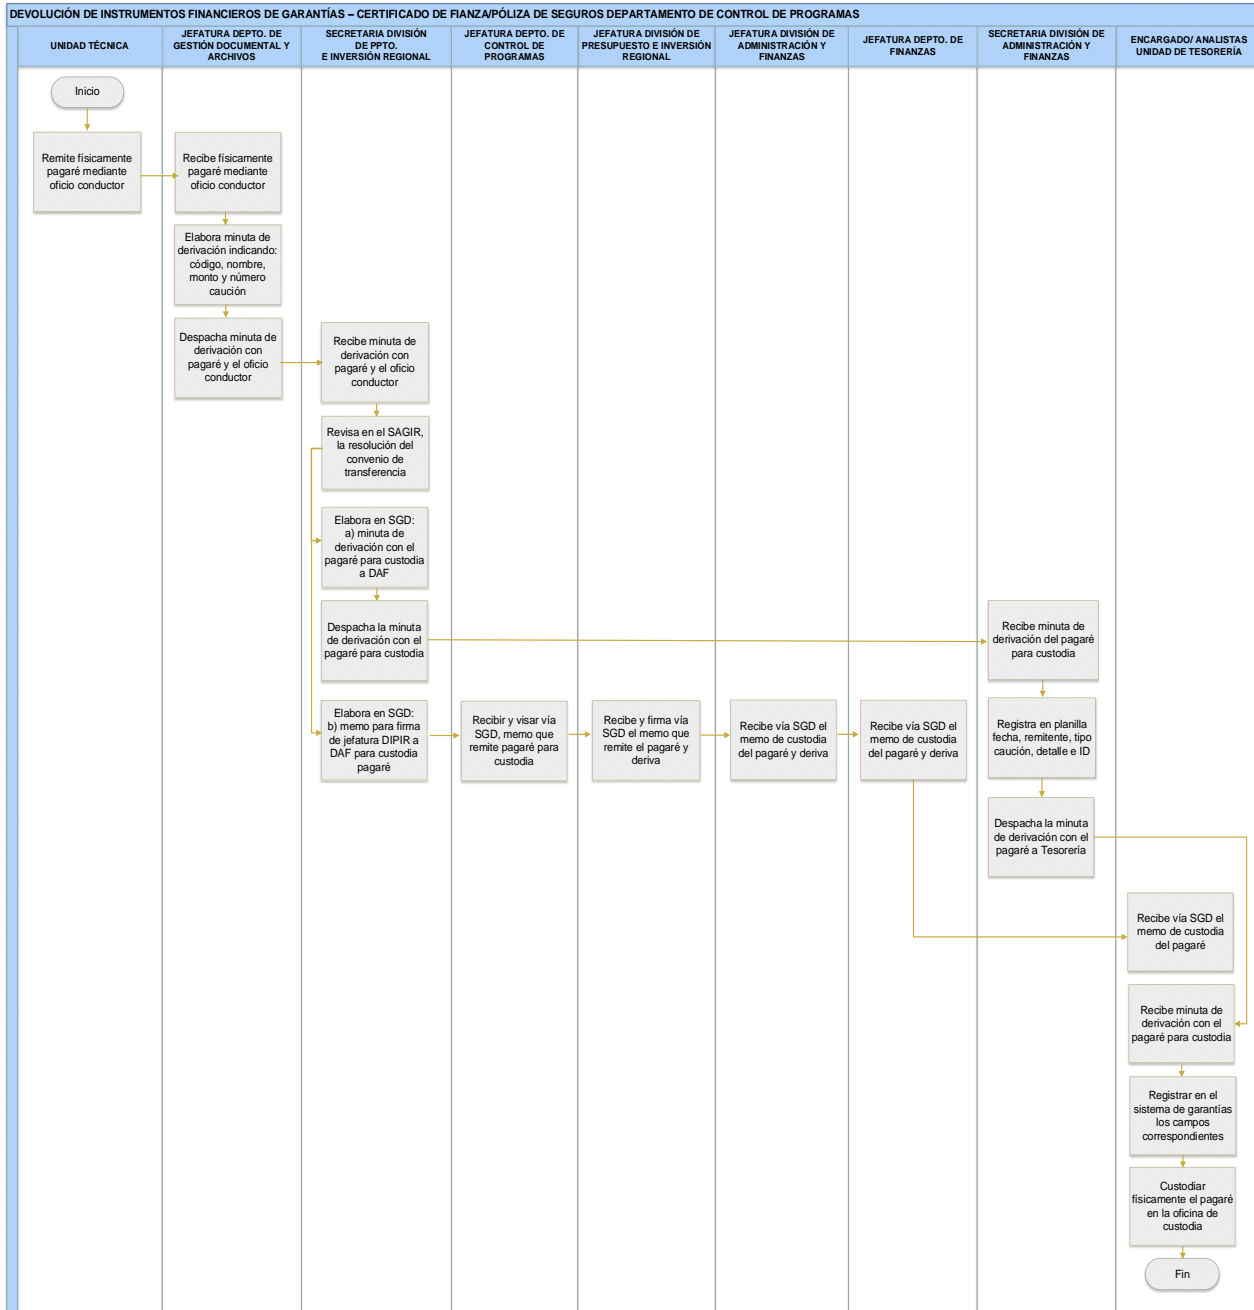 DEVOLUCIÓN DE INSTRUMENTOS FINANCIEROS DE GARANTÍAS – CERTIFICADO DE FIANZA/PÓLIZA DE SEGUROS DEPARTAMENTO DE CONTROL DE PROGRAMAS
UNIDAD TÉCNICA
JEFATURA DEPTO. DE
GESTIÓN DOCUMENTAL Y
ARCHIVOS
SECRETARIA DIVISIÓN
DE PPTO.
E INVERSIÓN REGIONAL
JEFATURA DEPTO. DE
CONTROL DE
PROGRAMAS
JEFATURA DIVISIÓN DE
PRESUPUESTO E INVERSIÓN
REGIONAL
JEFATURA DIVISIÓN DE
ADMINISTRACIÓN Y
FINANZAS
JEFATURA DEPTO. DE
FINANZAS
SECRETARIA DIVISIÓN DE
ADMINISTRACIÓN Y
FINANZAS
ENCARGADO/ ANALISTAS
UNIDAD DE TESORERÍA
Inicio
Remite físicamente
pagaré mediante
oficio conductor
Recibe físicamente
pagaré mediante
oficio conductor
Elabora minuta de
derivación indicando:
código, nombre,
monto y número
caución
Despacha minuta de
derivación con
pagaré y el oficio
conductor
Recibe minuta de
derivación con
pagaré y el oficio
conductor
Revisa en el SAGIR,
la resolución del
convenio de
transferencia
Elabora en SGD:
a) minuta de
derivación con el
pagaré para custodia
a DAF
Despacha la minuta
de derivación con el
pagaré para custodia
Recibe minuta de
derivación del pagaré
para custodia
Elabora en SGD:
b) memo para firma
de jefatura DIPIR a
DAF para custodia
pagaré
Recibir y visar vía
SGD, memo que
remite pagaré para
custodia
Recibe y firma vía
SGD el memo que
remite el pagaré y
deriva
Recibe vía SGD el
memo de custodia
del pagaré y deriva
Recibe vía SGD el
memo de custodia
del pagaré y deriva
Registra en planilla
fecha, remitente, tipo
caución, detalle e ID
Despacha la minuta
de derivación con el
pagaré a Tesorería
Recibe vía SGD el
memo de custodia
del pagaré
Recibe minuta de
derivación con el
pagaré para custodia
Registrar en el
sistema de garantías
los campos
correspondientes
Custodiar
físicamente el pagaré
en la oficina de
custodia
Fin